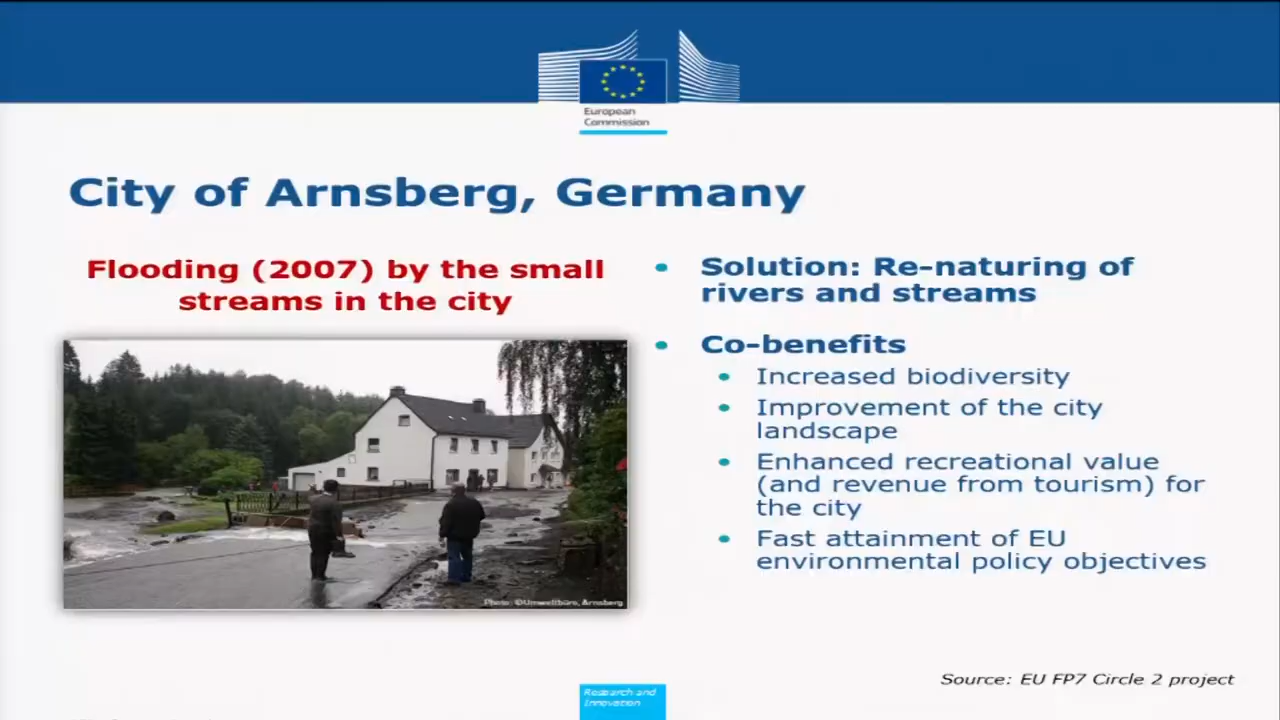 European
Commission
City of Arnsberg, Germany
Flooding (2007) by the small
streams in the city
Photo: ©Umweltbüro, Arnsberg
• Solution: Re-naturing of
rivers and streams
• Co-benefits
• Increased biodiversity
• Improvement of the city
landscape
• Enhanced recreational value
(and revenue from tourism) for
the city
• Fast attainment of EU
environmental policy objectives
Source: EU FP7 Circle 2 project
Research and
Innovation